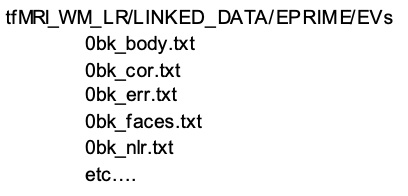 tfMRI_WM_LR/LINKED_DATA/EPRIME/EVs
0bk_body.txt
0bk_cor.txt
0bk_err.txt
0bk_faces.txt
0bk_nlr.txt
etc….